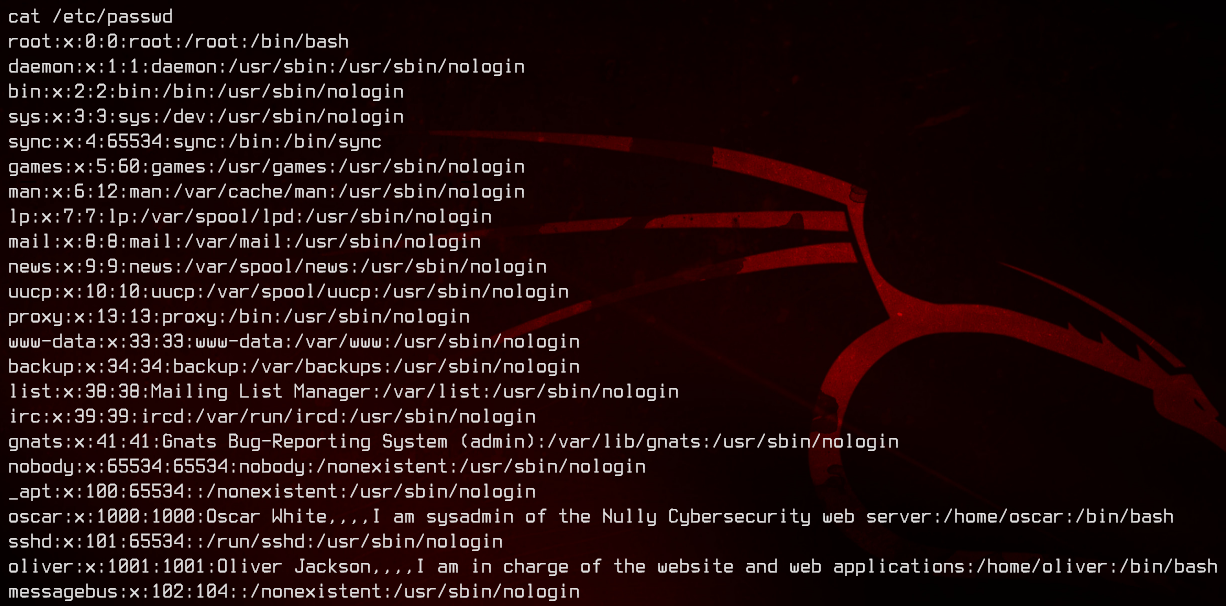 cat /etc/passwd
root:x:0:0:root:/root:/bin/bash
daemon:x:1:1:daemon:/usr/sbin:/usr/sbin/nologin
bin:x:2:2:bin:/bin:/usr/sbin/nologin
sys:x:3:3:sys:/dev:/usr/sbin/nologin
sync:x:4:65534:sync:/bin:/bin/sync
games:x:5:60:games:/usr/games:/usr/sbin/nologin
man:x:6:12:man:/var/cache/man:/usr/sbin/nologin
lp:x:7:7:lp:/var/spool/lpd:/usr/sbin/nologin
mail:x:8:8:mail:/var/mail:/usr/sbin/nologin
news:x:9:9:news:/var/spool/news:/usr/sbin/nologin
uucp:x:10:10:uucp:/var/spool/uucp:/usr/sbin/nologin
proxy:x:13:13:proxy:/bin:/usr/sbin/nologin
www-data:x:33:33:www-data:/var/www:/usr/sbin/nologin
backup:x:34:34:backup:/var/backups:/usr/sbin/nologin
list:x:38:38:Mailing List Manager:/var/list:/usr/sbin/nologin
irc:x:39:39:ircd:/var/run/ircd:/usr/sbin/nologin
gnats:x:41:41:Gnats Bug-Reporting System (admin):/var/lib/gnats:/usr/sbin/nologin
nobody:x:65534:65534:nobody:/nonexistent:/usr/sbin/nologin
_apt:x:100:65534::/nonexistent:/usr/sbin/nologin
oscar:x:1000:1000:Oscar White,,,,I am sysadmin of the Nully Cybersecurity web server:/home/oscar:/bin/bash
sshd:x:101:65534::/run/sshd:/usr/sbin/nologin
oliver:x:1001:1001:Oliver Jackson,,,,I am in charge of the website and web applications:/home/oliver:/bin/bash
messagebus:x:102:104::/nonexistent:/usr/sbin/nologin